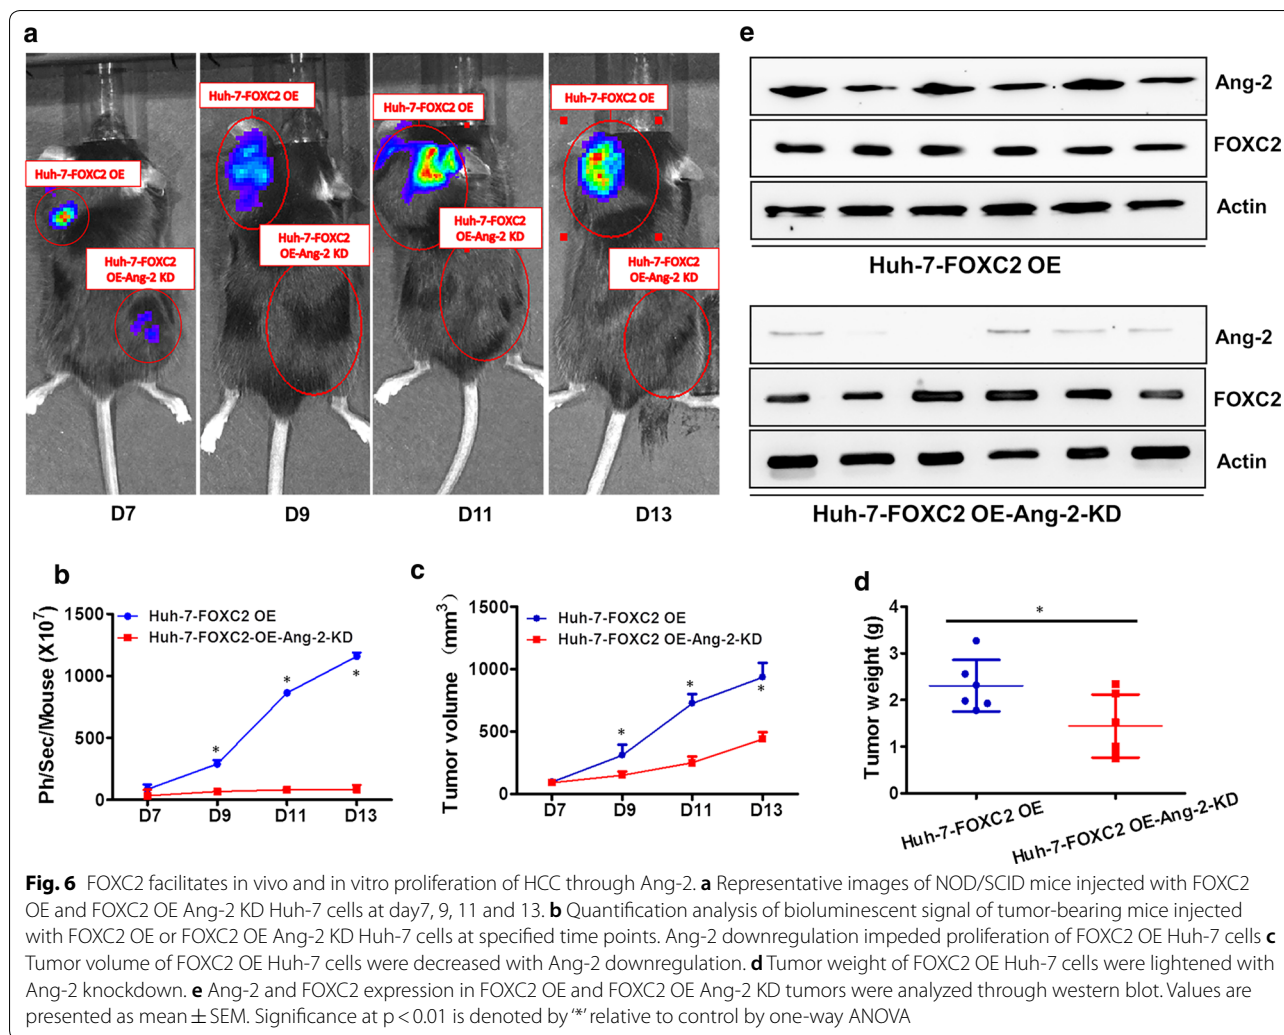 a
Huh-7-FOXC2 OE
Huh-7-FOXC2
OE-Ang-2 KD
D7
Huh-7-FOXC2 OE
Huh-7-FOXC2
OE-Ang-2 KD
D9
Huh-7-FOXC2 OE
Huh-7-FOXC2
OE-Ang-2 KD
D11
Huh-7-FOXC2 OE
Huh-7-FOXC2
OE-Ang-2 KD
D13
e
Ang-2
FOXC2
Actin
Huh-7-FOXC2 OE
Ang-2
FOXC2
Actin
Huh-7-FOXC2 OE-Ang-2-KD
b
Ph/Sec/Mouse (X10⁷)
1500
1000
500
0
Huh-7-FOXC2 OE
Huh-7-FOXC2-OE-Ang-2-KD
*
*
*
D7 D9 D11 D13
c
Tumor volume (mm³)
1500
1000
500
0
Huh-7-FOXC2 OE
Huh-7-FOXC2 OE-Ang-2-KD
*
*
*
D7 D9 D11 D13
d
Tumor weight (g)
4
3
2
1
0
*
Huh-7-FOXC2 OE
Huh-7-FOXC2 OE-Ang-2-KD
Fig. 6 FOXC2 facilitates in vivo and in vitro proliferation of HCC through Ang-2. a Representative images of NOD/SCID mice injected with FOXC2
OE and FOXC2 OE Ang-2 KD Huh-7 cells at day7, 9, 11 and 13. b Quantification analysis of bioluminescent signal of tumor-bearing mice injected
with FOXC2 OE or FOXC2 OE Ang-2 KD Huh-7 cells at specified time points. Ang-2 downregulation impeded proliferation of FOXC2 OE Huh-7 cells c
Tumor volume of FOXC2 OE Huh-7 cells were decreased with Ang-2 downregulation. d Tumor weight of FOXC2 OE Huh-7 cells were lightened with
Ang-2 knockdown. e Ang-2 and FOXC2 expression in FOXC2 OE and FOXC2 OE Ang-2 KD tumors were analyzed through western blot. Values are
presented as mean ± SEM. Significance at p < 0.01 is denoted by '*' relative to control by one-way ANOVA